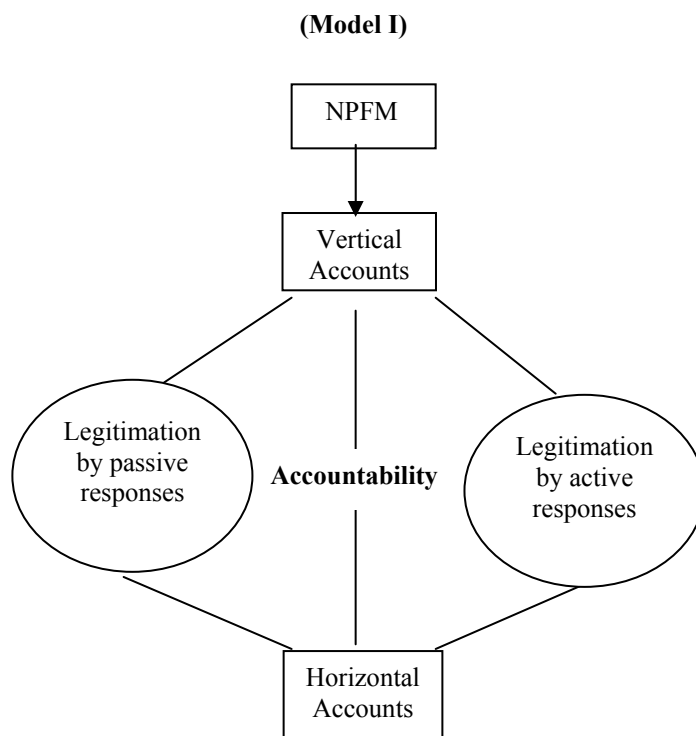 (Model I)
NPFM
Vertical
Accounts
Legitimation
by passive
responses
Accountability
Legitimation
by active
responses
Horizontal
Accounts